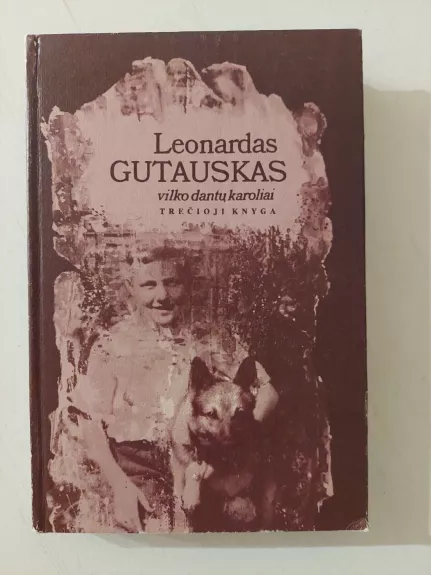 Leonardas
GUTAUSKAS
vilko dantų karoliai
TREČIOJI KNYGA